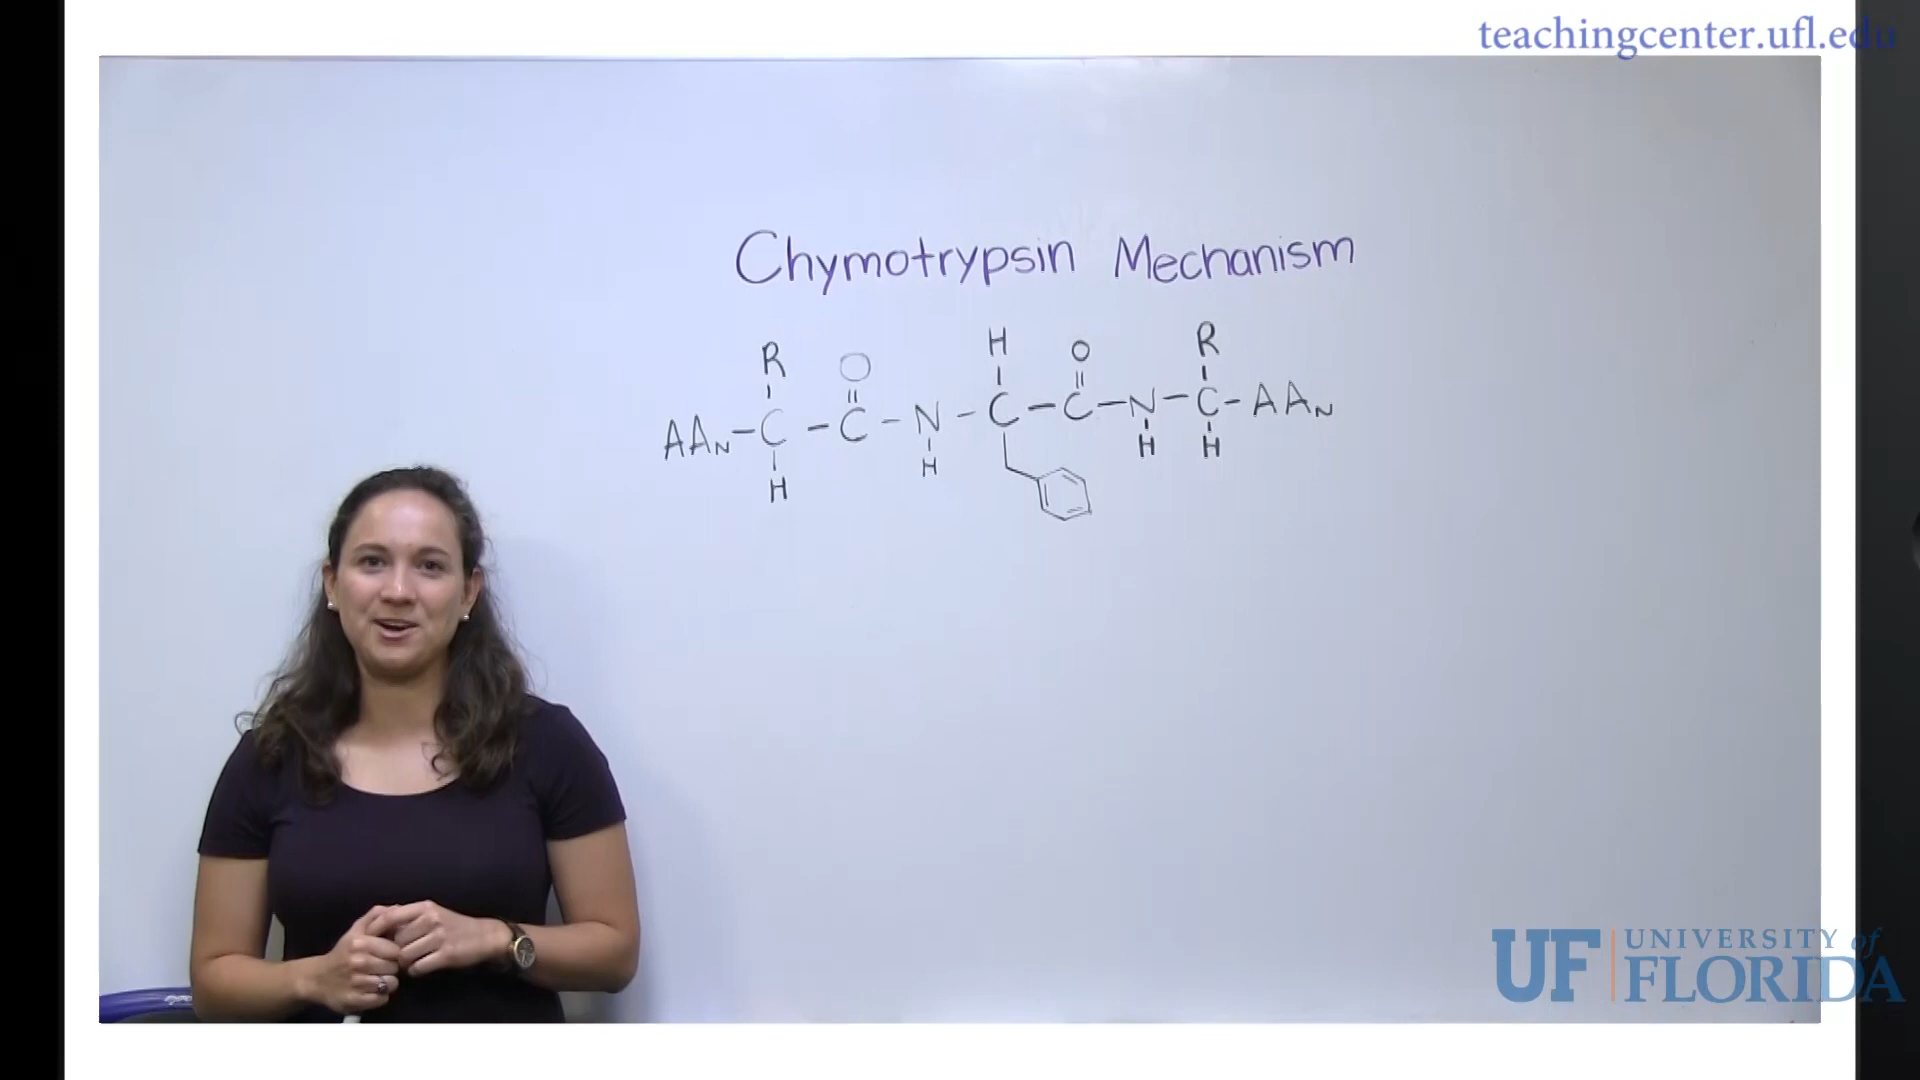 teachingcenter.ufl.edu
Chymotrypsin Mechanism
R O H O R
AAN-C-C-N-C-C-N-C-AAN
H H H H
UF UNIVERSITY of
FLORIDA